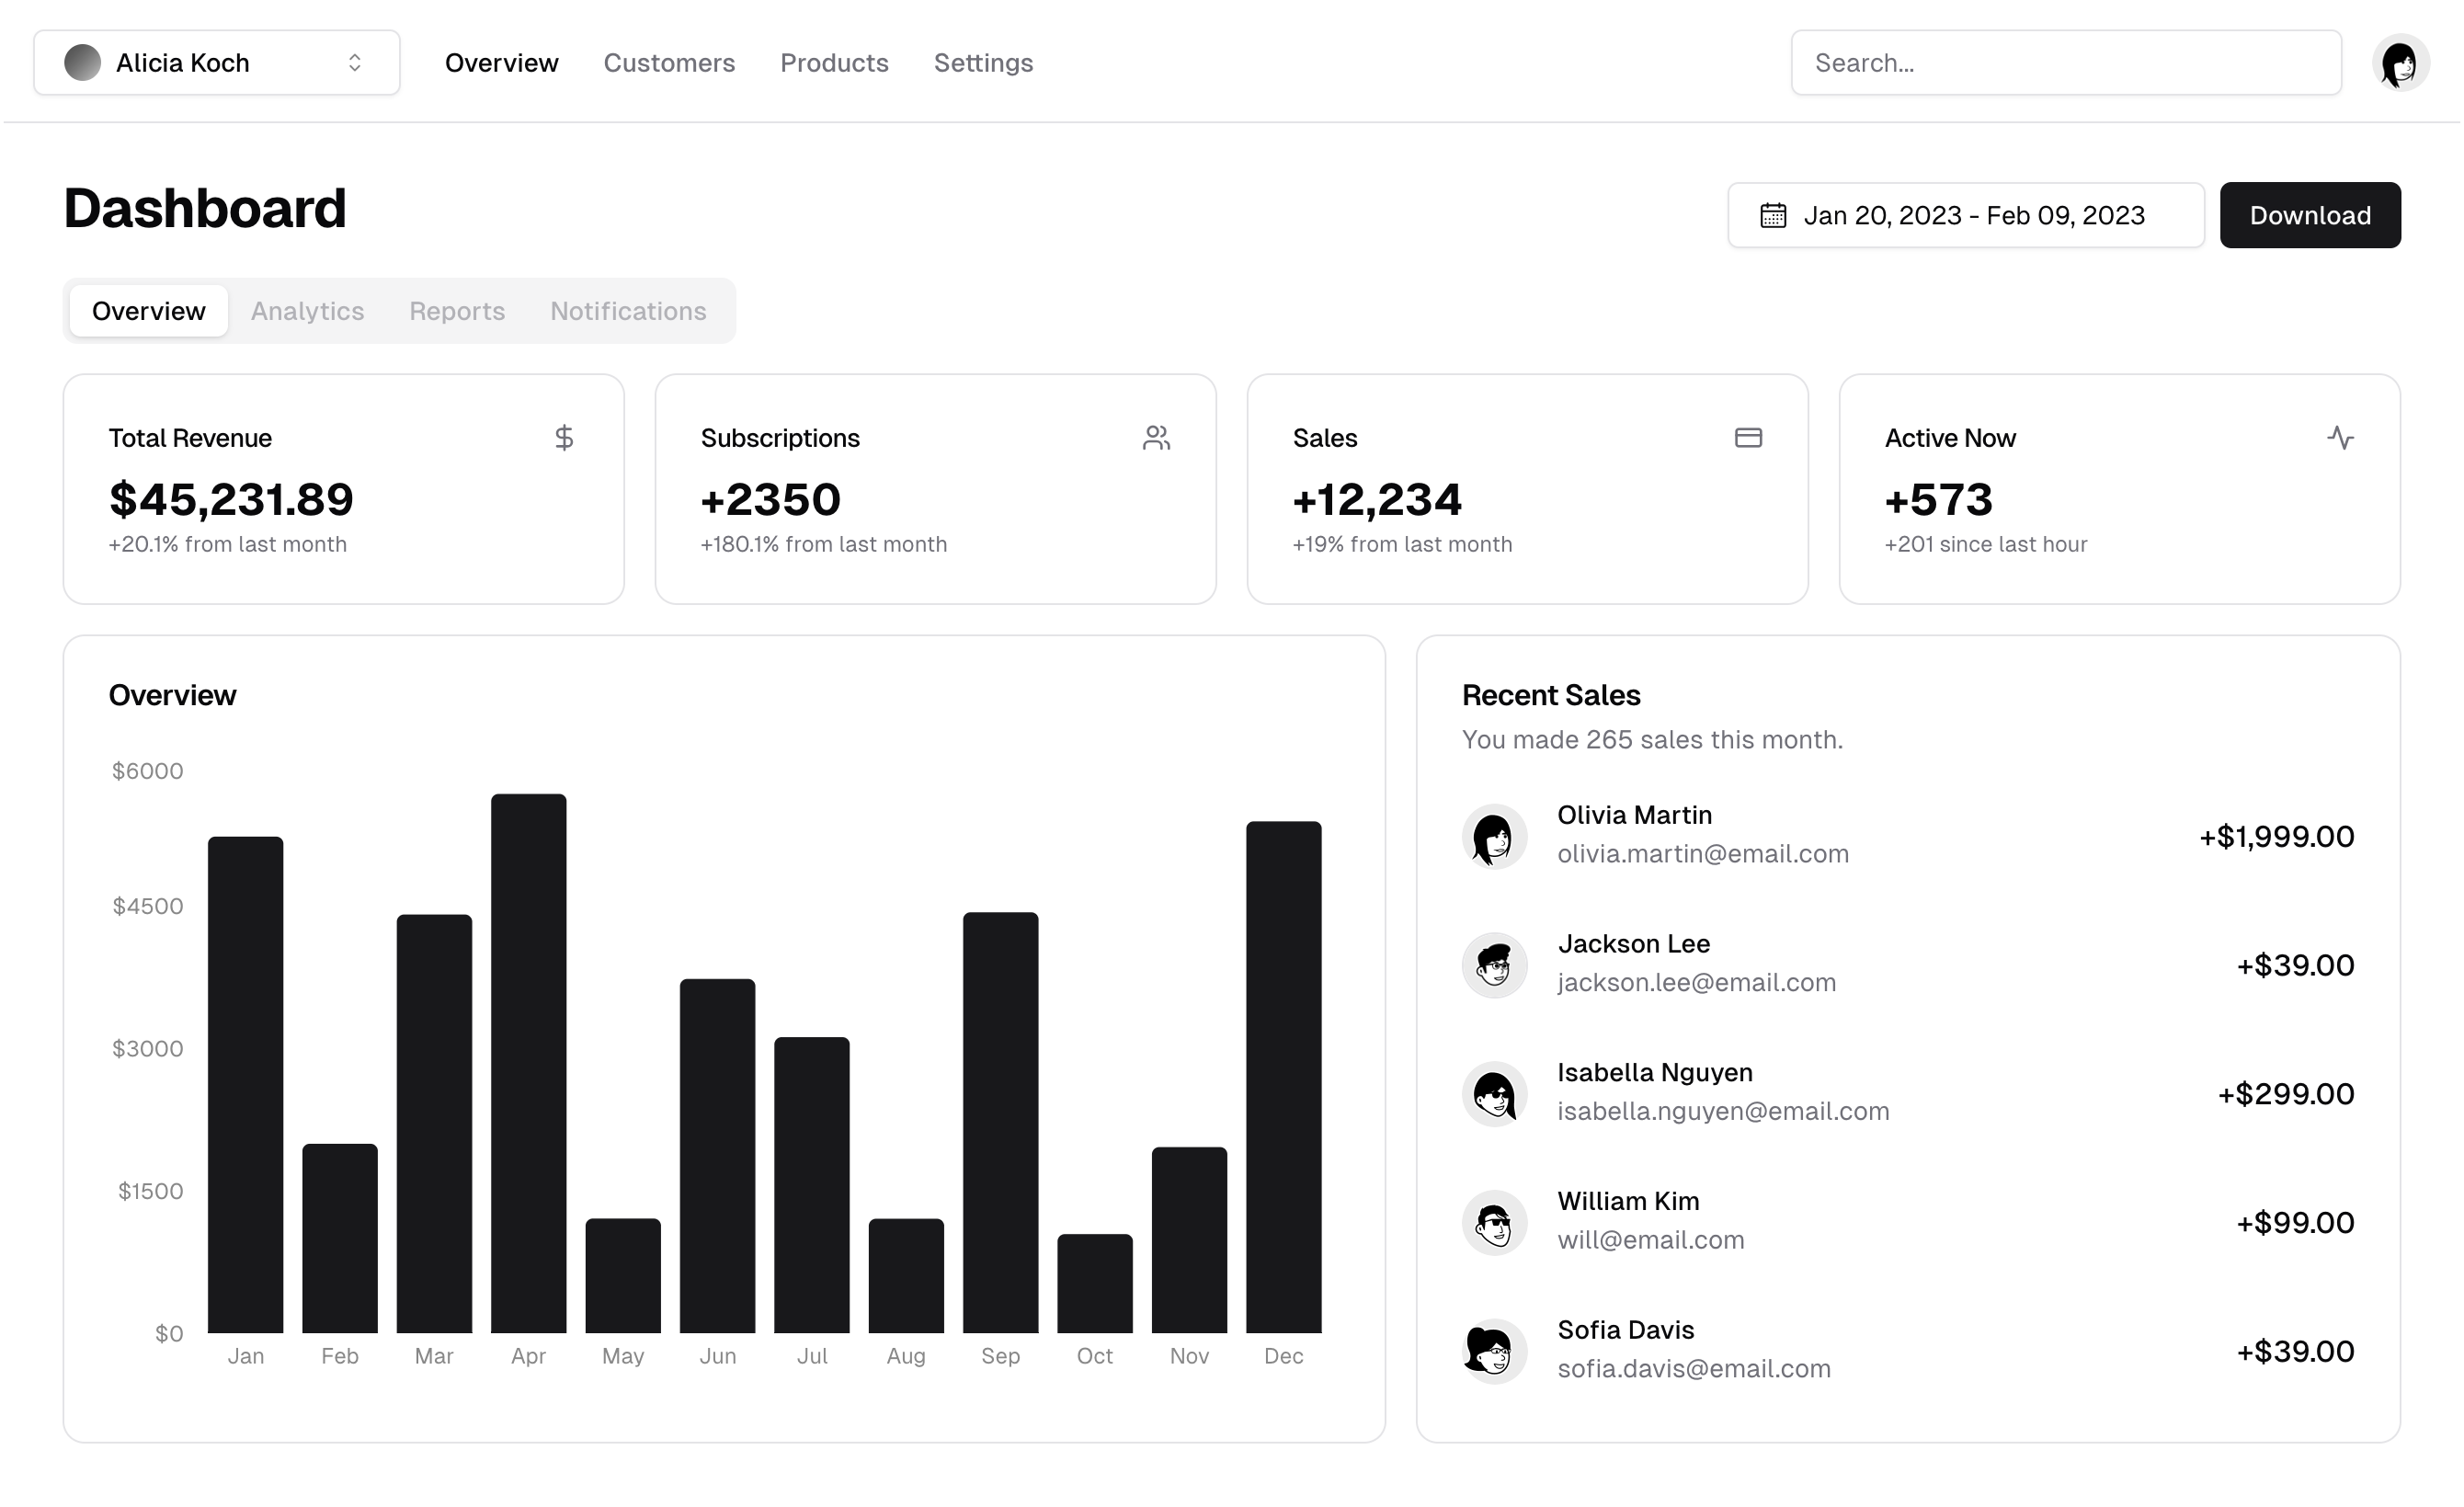 Alicia Koch
Overview Customers Products Settings
Search...
Dashboard
Jan 20, 2023 - Feb 09, 2023
Download
Overview Analytics Reports Notifications
Total Revenue
$45,231.89
+20.1% from last month
Subscriptions
+2350
+180.1% from last month
Sales
+12,234
+19% from last month
Active Now
+573
+201 since last hour
Overview
$6000
$4500
$3000
$1500
$0
Jan Feb Mar Apr May Jun Jul Aug Sep Oct Nov Dec
Recent Sales
You made 265 sales this month.
Olivia Martin
olivia.martin@email.com
+$1,999.00
Jackson Lee
jackson.lee@email.com
+$39.00
Isabella Nguyen
isabella.nguyen@email.com
+$299.00
William Kim
will@email.com
+$99.00
Sofia Davis
sofia.davis@email.com
+$39.00